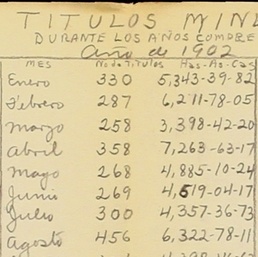 TITULOS MINE
DURANTE LOS AÑOS COMPRE
Año de 1902
MES No de Titulos Has-As-Cas
Enero 330 5,343-39-82
Febrero 287 6,211-78-05
Marzo 258 3,398-42-20
Abril 358 7,263-63-17
Mayo 268 4,885-10-24
Junio 269 4,619-04-17
Julio 300 4,357-36-73
Agosto 456 6,322-78-11